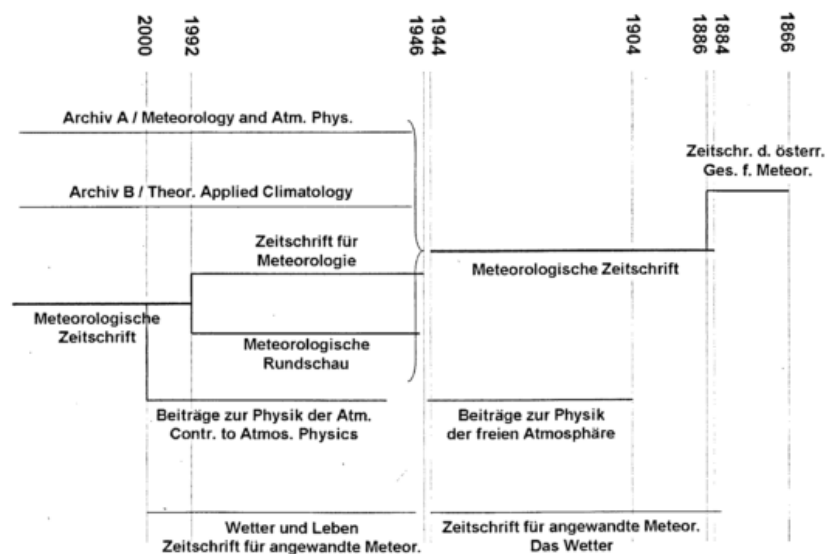 2000
1992
1946
1944
1904
1886
1884
1866
Archiv A / Meteorology and Atm. Phys.
Zeitschr. d. österr.
Ges. f. Meteor.
Archiv B / Theor. Applied Climatology
Zeitschrift für
Meteorologie
Meteorologische Zeitschrift
Meteorologische
Zeitschrift
Meteorologische
Rundschau
Beiträge zur Physik der Atm.
Contr. to Atmos. Physics
Beiträge zur Physik
der freien Atmosphäre
Wetter und Leben
Zeitschrift für angewandte Meteor.
Zeitschrift für angewandte Meteor.
Das Wetter